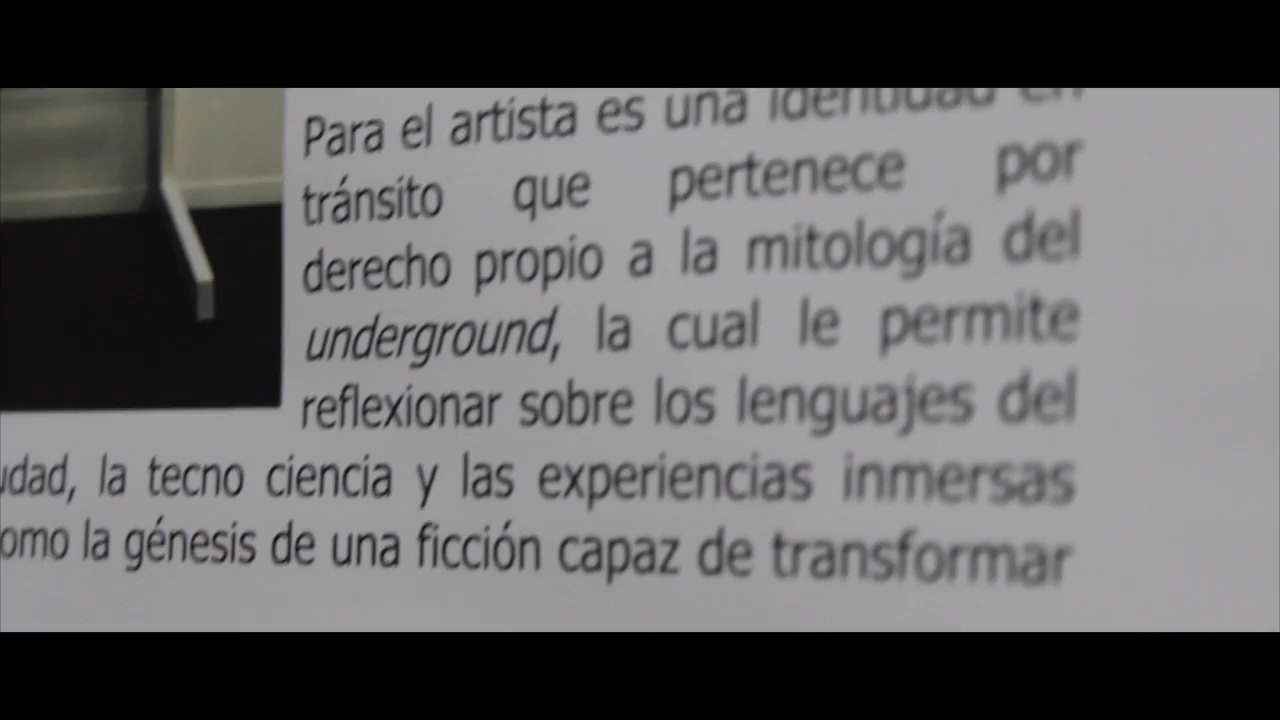 Para el artista es una identidad en
tránsito que pertenece por
derecho propio a la mitología del
underground, la cual le permite
reflexionar sobre los lenguajes del
udad, la tecno ciencia y las experiencias inmersas
omo la génesis de una ficción capaz de transformar